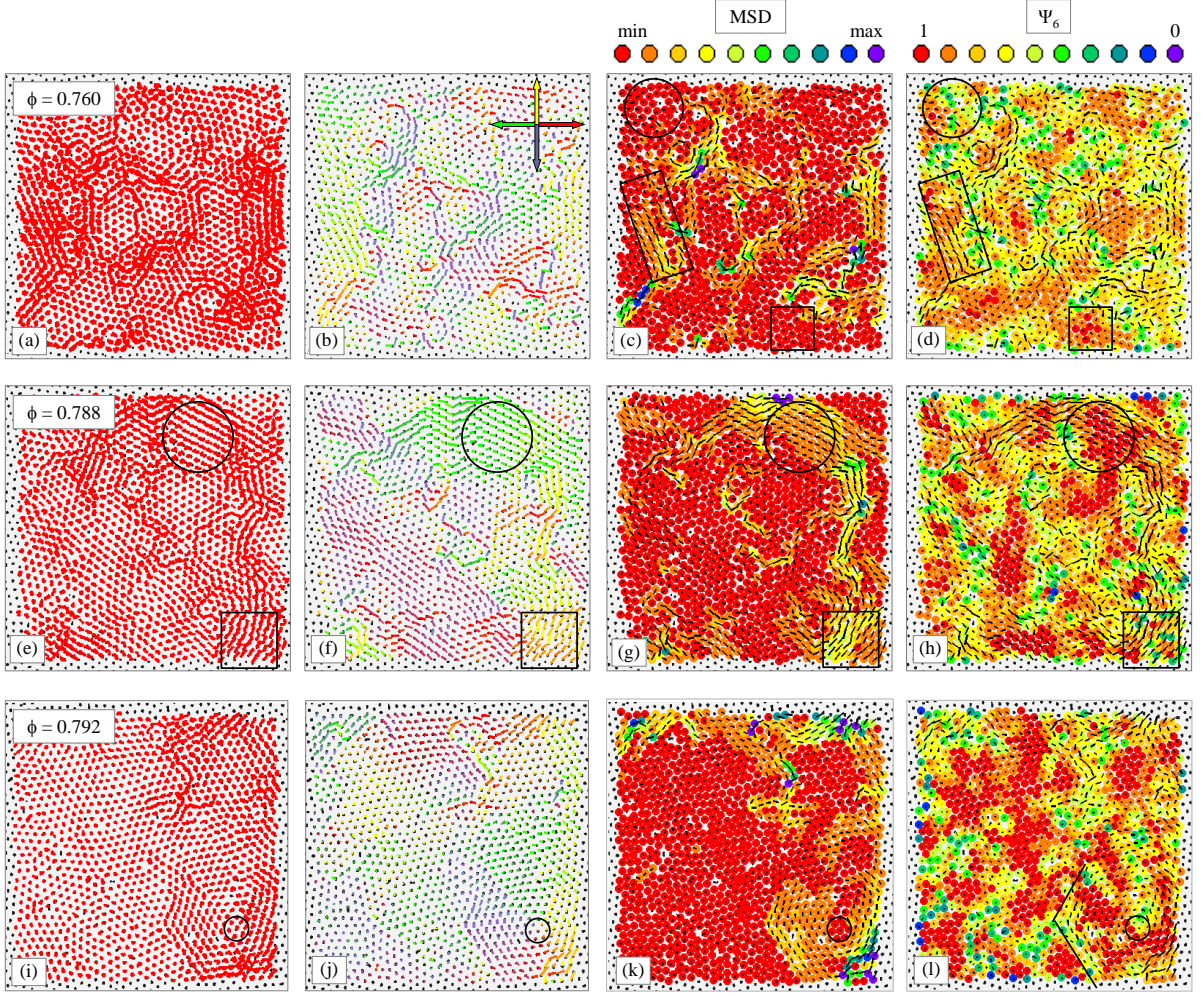 MSD
Ψ6
min
max
1
0
ϕ = 0.760
(a)
(b)
(c)
(d)
ϕ = 0.788
(e)
(f)
(g)
(h)
ϕ = 0.792
(i)
(j)
(k)
(l)